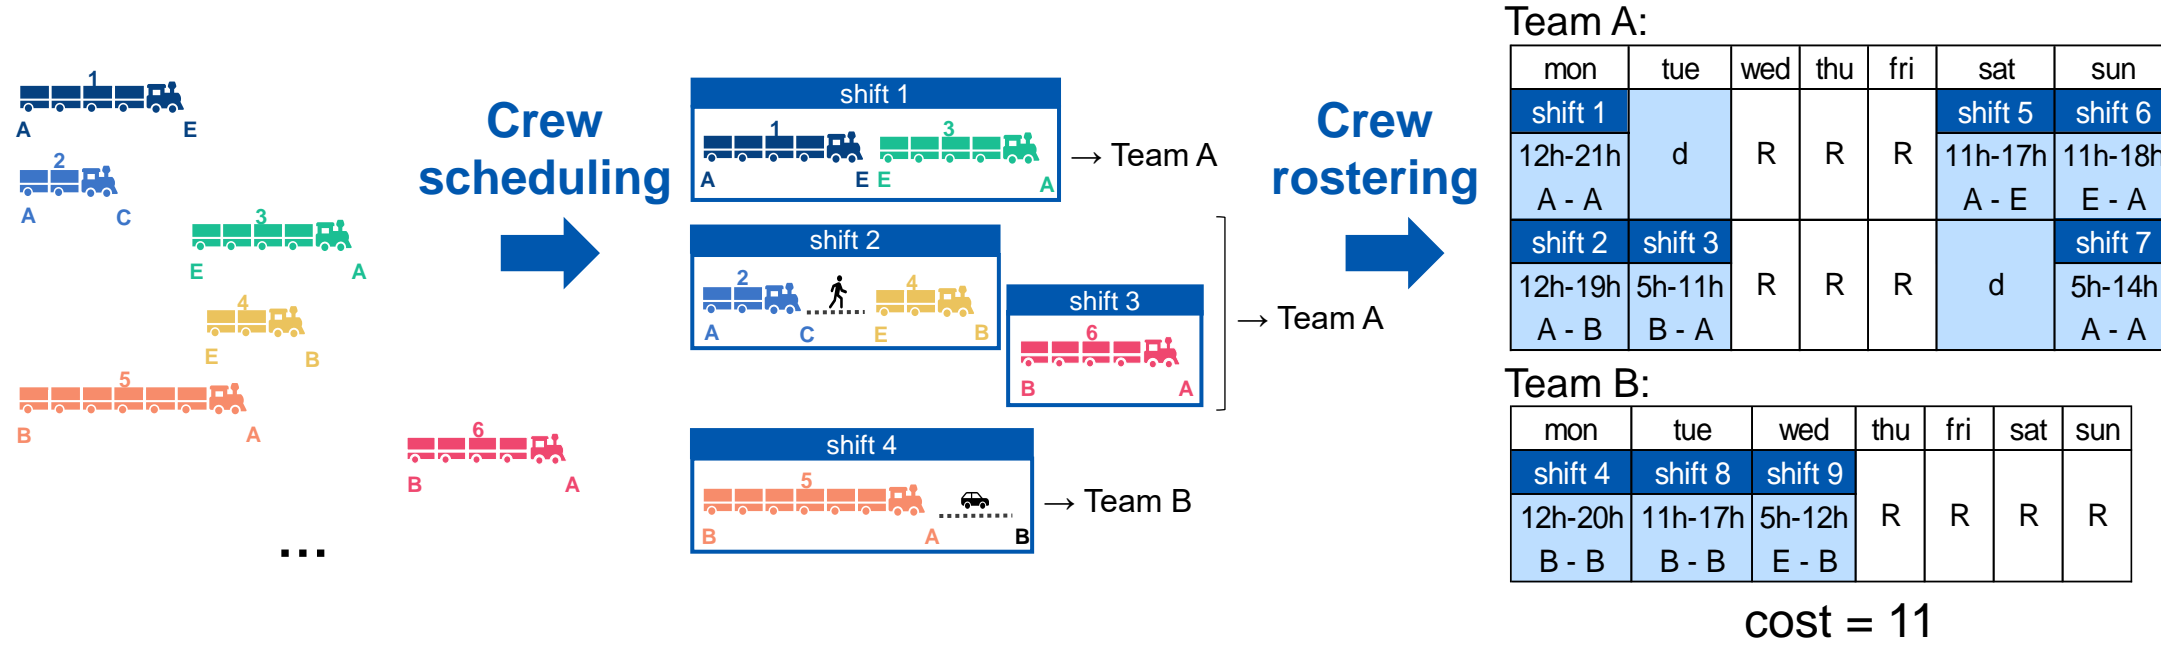 1
A E
2
A C
3
E A
4
E B
5
B A
6
B A
...
Crew
scheduling
shift 1
1 3
A E E A
→ Team A
shift 2
2 4
A C E B
shift 3
6
B A
→ Team A
shift 4
5
B A B
→ Team B
Crew
rostering
Team A:
mon tue wed thu fri sat sun
shift 1 d R R R shift 5 shift 6
12h-21h 11h-17h 11h-18h
A - A A - E E - A
shift 2 shift 3 R R R d shift 7
12h-19h 5h-11h 5h-14h
A - B B - A A - A
Team B:
mon tue wed thu fri sat sun
shift 4 shift 8 shift 9 R R R R
12h-20h 11h-17h 5h-12h
B - B B - B E - B
cost = 11